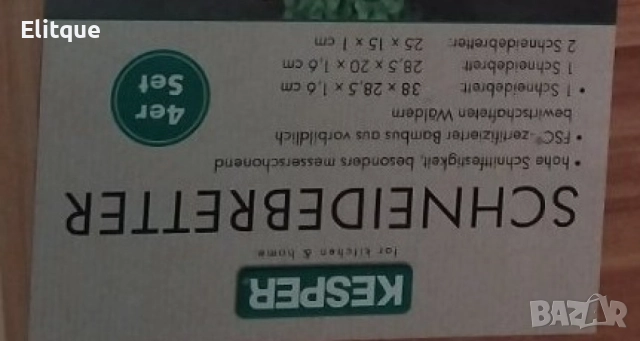 Elitque
KESPER®
for kitchen & home
SCHNEIDEBRETTER
• hohe Schnittfestigkeit, besonders messerschonend
• FSC®-zertifizierter Bambus aus vorbildlich
bewirtschafteten Wäldern
• 1 Schneidebrett: 38 x 28,5 x 1,6 cm
1 Schneidebrett: 28,5 x 20 x 1,6 cm
2 Schneidebretter: 25 x 15 x 1 cm
4er
Set
BAZAR